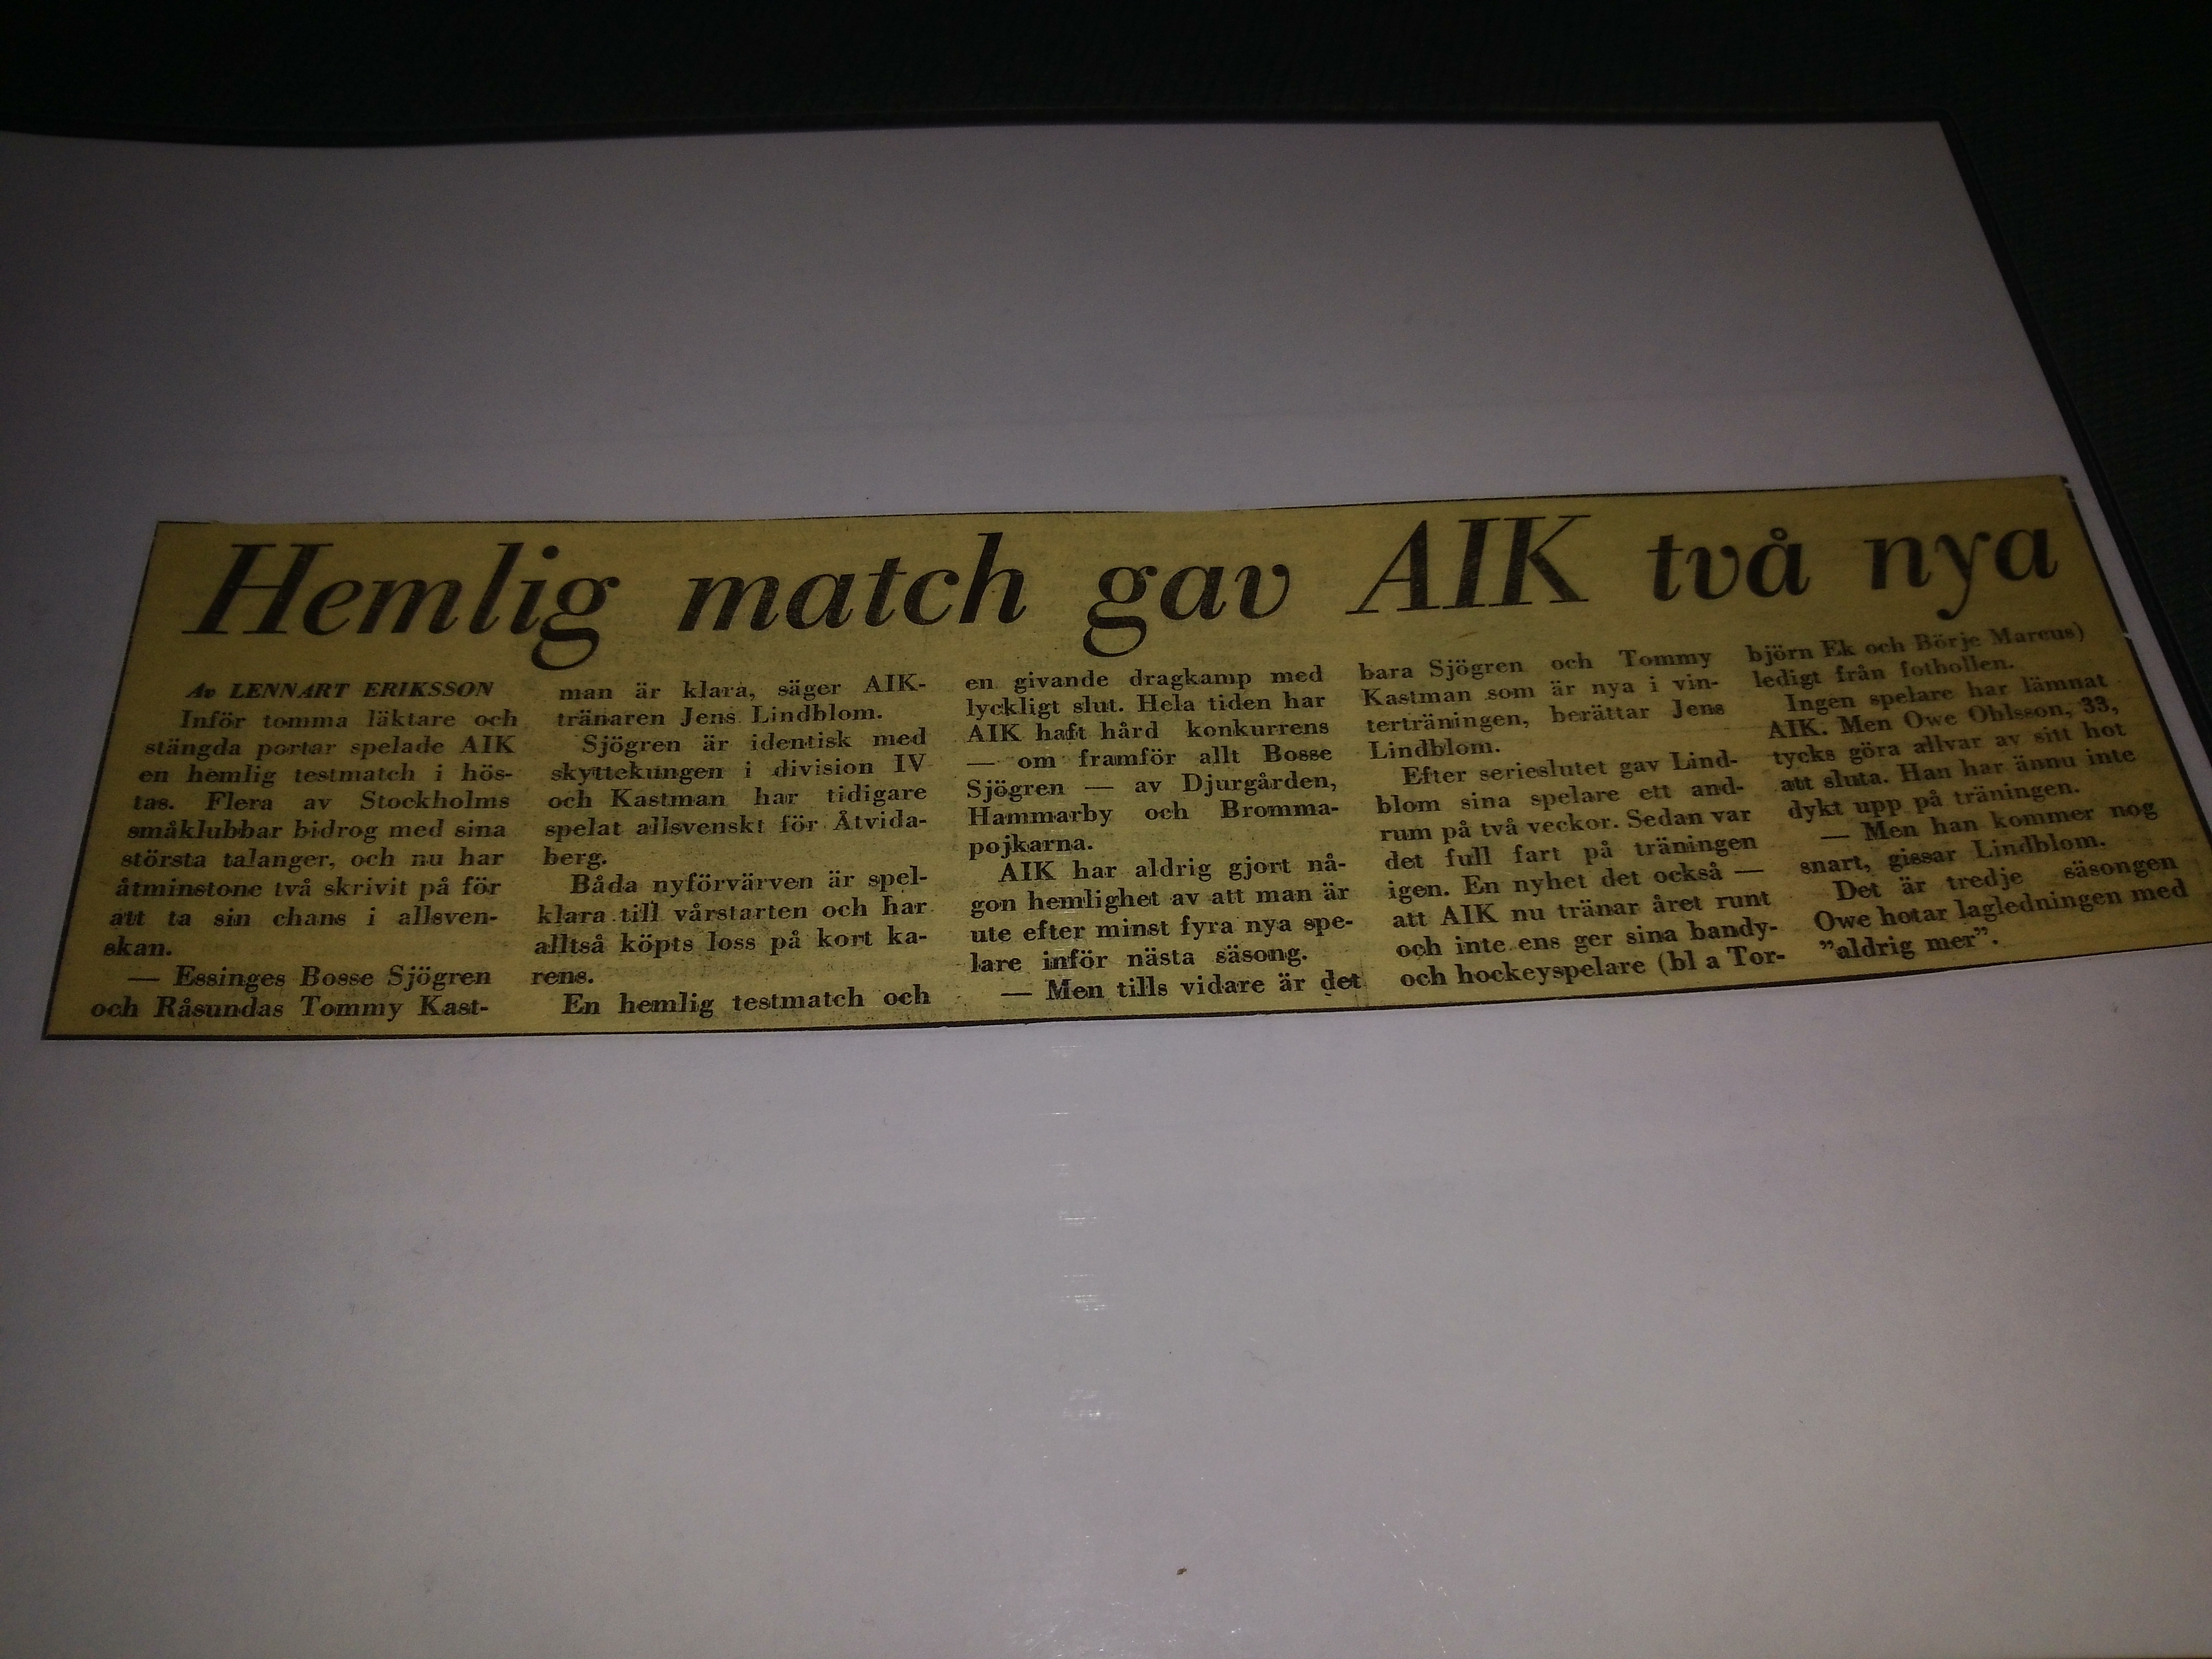 Hemlig match gav AIK två nya
Av LENNART ERIKSSON
Inför tomma läktare och
stängda portar spelade AIK
en hemlig testmatch i hös-
tas. Flera av Stockholms
småklubbar bidrog med sina
största talanger, och nu har
åtminstone två skrivit på för
att ta sin chans i allsven-
skan.
— Essinges Bosse Sjögren
och Råsundas Tommy Kast-
man är klara, säger AIK-
tränaren Jens Lindblom.
Sjögren är identisk med
skyttekungen i division IV
och Kastman har tidigare
spelat allsvenskt för Åtvida-
berg.
Båda nyförvärven är spel-
klara till vårstarten och har
alltså köpts loss på kort ka-
rens.
En hemlig testmatch och
en givande dragkamp med
lyckligt slut. Hela tiden har
AIK haft hård konkurrens
— om framför allt Bosse
Sjögren — av Djurgården,
Hammarby och Bromma-
pojkarna.
AIK har aldrig gjort nå-
gon hemlighet av att man är
ute efter minst fyra nya spe-
lare inför nästa säsong.
— Men tills vidare är det
bara Sjögren och Tommy
Kastman som är nya i vin-
terträningen, berättar Jens
Lindblom.
Efter serieslutet gav Lind-
blom sina spelare ett and-
rum på två veckor. Sedan var
det full fart på träningen
igen. En nyhet det också —
att AIK nu tränar året runt
och inte ens ger sina bandy-
och hockeyspelare (bl a Tor-
björn Ek och Börje Marcus)
ledigt från fotbollen.
Ingen spelare har lämnat
AIK. Men Owe Ohlsson, 33,
tycks göra allvar av sitt hot
att sluta. Han har ännu inte
dykt upp på träningen.
— Men han kommer nog
snart, gissar Lindblom.
Det är tredje säsongen
Owe hotar lagledningen med
”aldrig mer”.